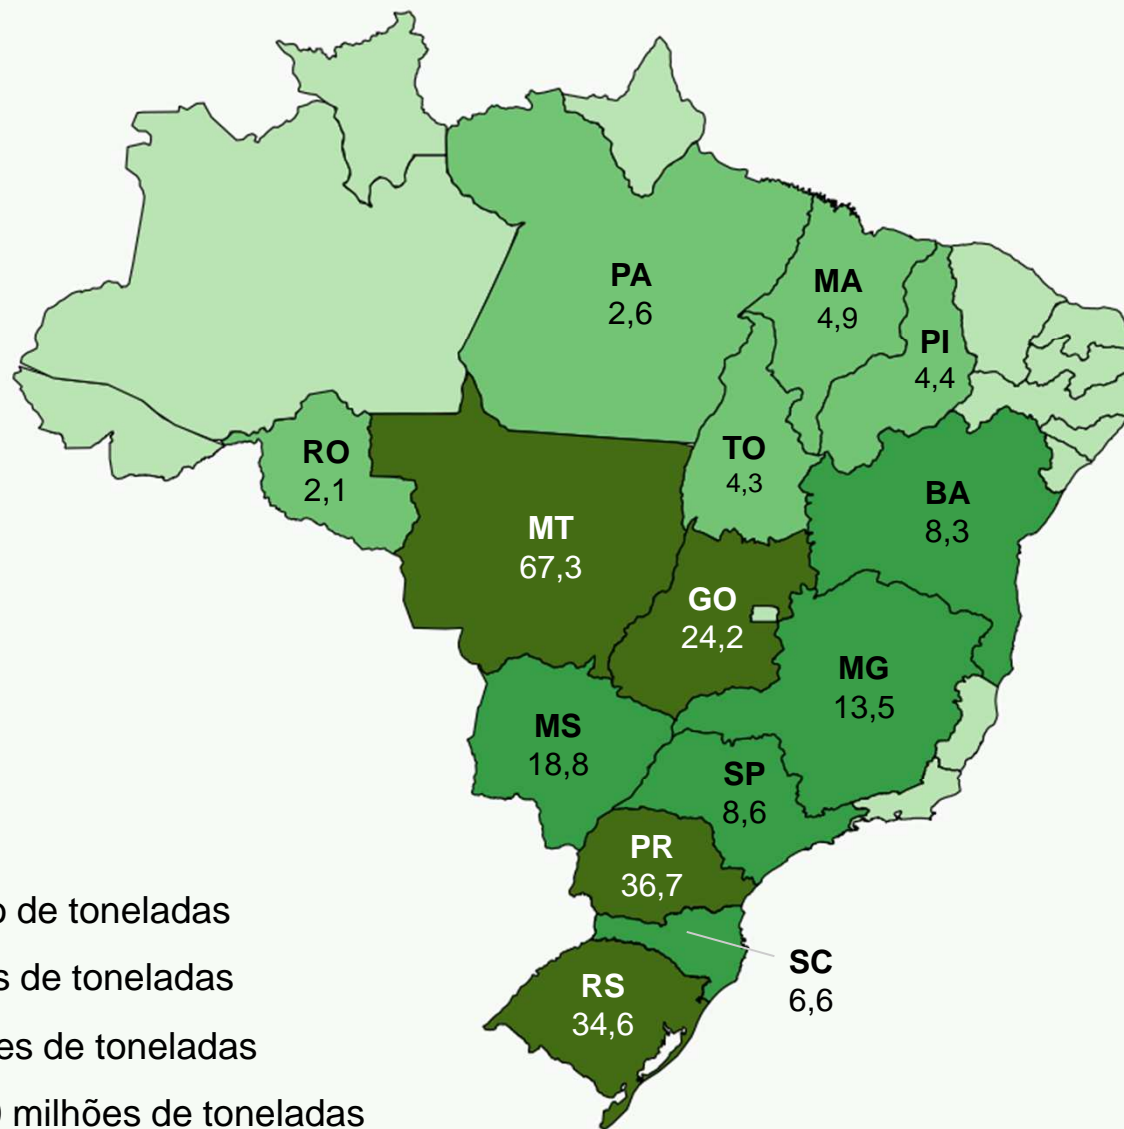 PA
2,6
MA
4,9
PI
4,4
RO
2,1
TO
4,3
BA
8,3
MT
67,3
GO
24,2
MG
13,5
MS
18,8
SP
8,6
PR
36,7
SC
6,6
RS
34,6
de toneladas
de toneladas
de toneladas
milhões de toneladas